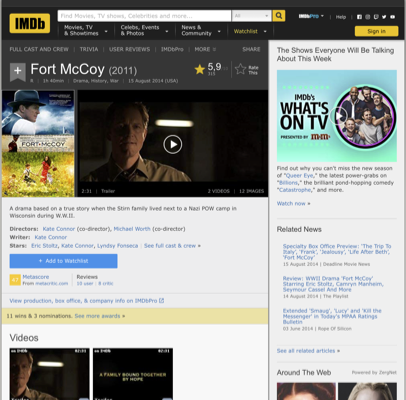 IMDb
Find Movies, TV shows, Celebrities and more...
All
IMDbPro
Help
Movies, TV
& Showtimes
Celebs, Events
& Photos
News &
Community
Watchlist
Sign in
FULL CAST AND CREW | TRIVIA | USER REVIEWS | IMDbPro | MORE
SHARE
Fort McCoy (2011)
5,9
Rate
This
R | 1h 40min | Drama, History, War | 15 August 2014 (USA)
FORT McCOY
2:31 | Trailer
2 VIDEOS | 12 IMAGES
A drama based on a true story when the Stirn family lived next to a Nazi POW camp in
Wisconsin during W.W.II.
Directors: Kate Connor (co-director), Michael Worth (co-director)
Writer: Kate Connor
Stars: Eric Stoltz, Kate Connor, Lyndsy Fonseca | See full cast & crew »
+ Add to Watchlist
Metascore
From metacritic.com
Reviews
10 user | 8 critic
View production, box office, & company info on IMDbPro
11 wins & 3 nominations. See more awards »
Videos
A FAMILY BOUND TOGETHER
BY HOPE
The Shows Everyone Will Be Talking
About This Week
IMDb's
WHAT'S
ON TV
PRESENTED BY
Find out why you can't miss the new season
of "Queer Eye," the latest power-grabs on
"Billions," the brilliant pond-hopping comedy
"Catastrophe," and more.
Watch now »
Related News
Specialty Box Office Preview: 'The Trip To
Italy', 'Frank', 'Jealousy', 'Life After Beth',
'Fort McCoy'
15 August 2014 | Deadline Movie News
Review: WWII Drama 'Fort McCoy'
Starring Eric Stoltz, Camryn Manheim,
Seymour Cassel And More
14 August 2014 | The Playlist
Extended 'Smaug', 'Lucy' and 'Kill the
Messenger' in Today's MPAA Ratings
Bulletin
03 June 2014 | Rope Of Silicon
See all related articles »
Around The Web
Powered by ZergNet